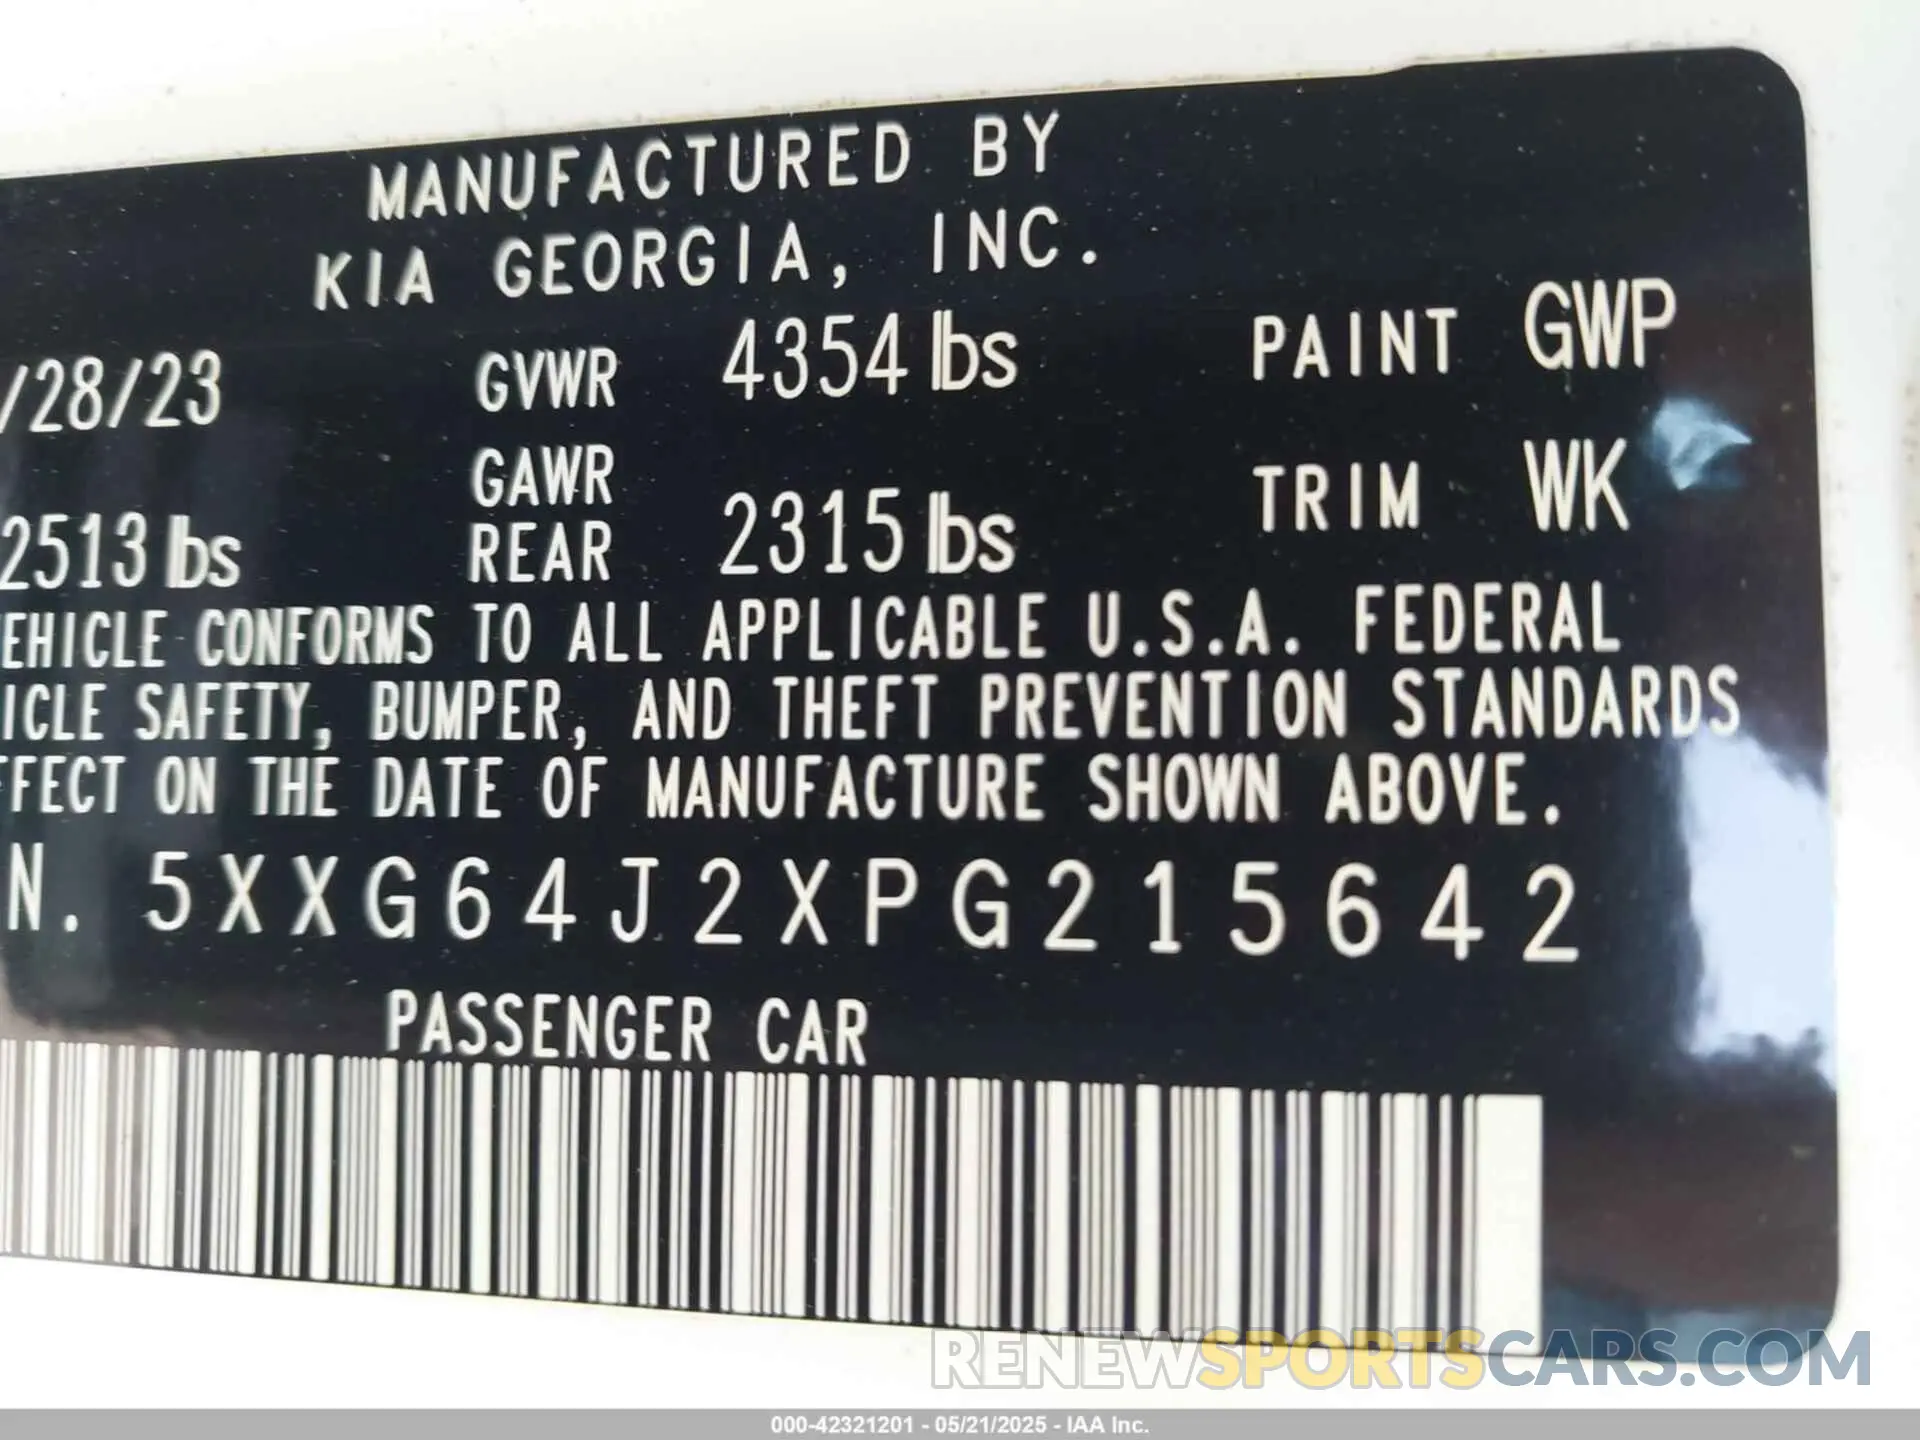 MANUFACTURED BY
KIA GEORGIA, INC.
/28/23 GVWR 4354 lbs PAINT GWP
2513 lbs GAWR REAR 2315 lbs TRIM WK
EHICLE CONFORMS TO ALL APPLICABLE U.S.A. FEDERAL
ICLE SAFETY, BUMPER, AND THEFT PREVENTION STANDARDS
FFECT ON THE DATE OF MANUFACTURE SHOWN ABOVE.
N. 5XXG64J2XPG215642
PASSENGER CAR
RENEWSPORTSCARS.COM
000-42321201 - 05/21/2025 - IAA Inc.